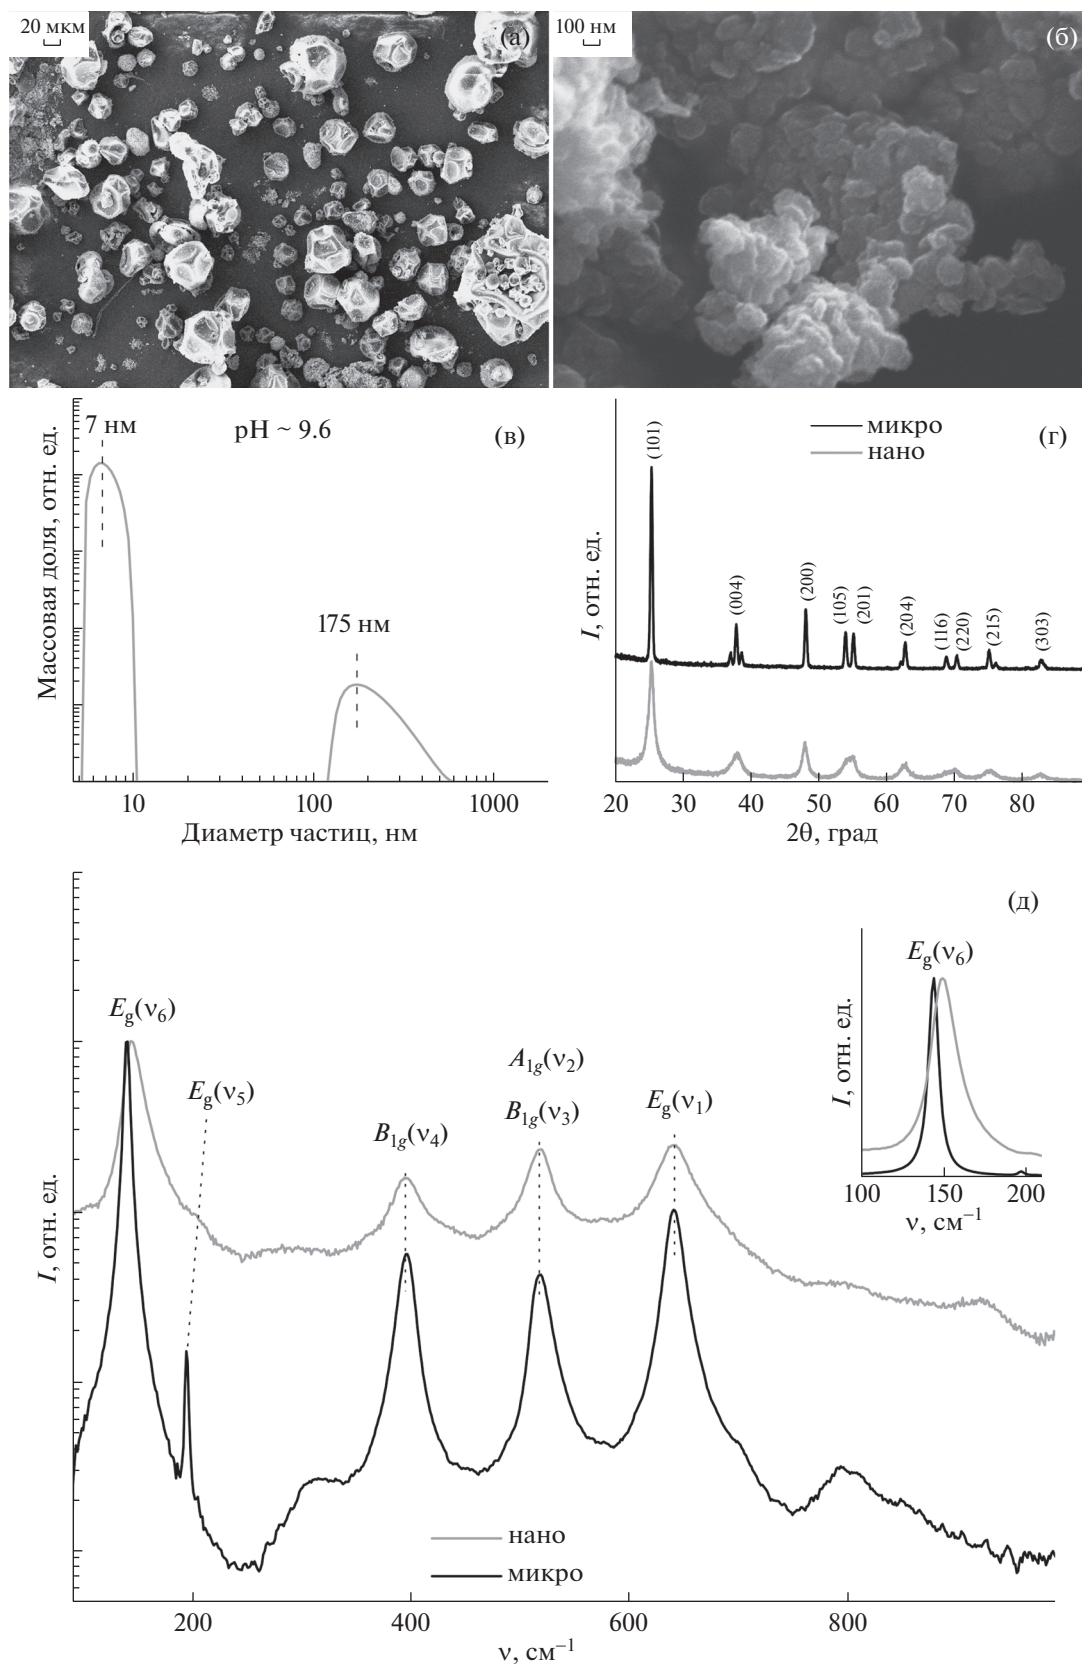 20 мкм
(а)
100 нм
(б)
7 нм
pH ~ 9.6
(в)
175 нм
Массовая доля, отн. ед.
10
100
1000
Диаметр частиц, нм
микро
нано
(г)
(101)
(004)
(200)
(105)
(201)
(204)
(116)
(220)
(215)
(303)
I, отн. ед.
20
30
40
50
60
70
80
2θ, град
(д)
Eg(ν6)
Eg(ν5)
B1g(ν4)
A1g(ν2)
B1g(ν3)
Eg(ν1)
I, отн. ед.
Eg(ν6)
I, отн. ед.
100
150
200
ν, см–1
нано
микро
200
400
600
800
ν, см–1